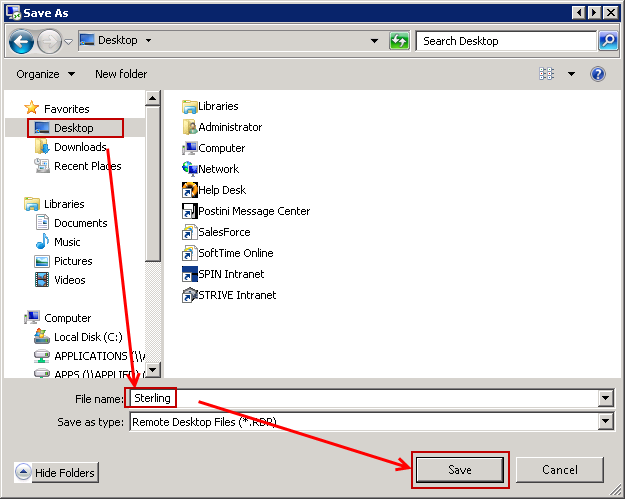 Save As
Desktop
Search Desktop
Organize
New folder
Favorites
Desktop
Downloads
Recent Places
Libraries
Documents
Music
Pictures
Videos
Computer
Local Disk (C:)
APPLICATIONS (\\A
APPS (\\APPLIED) (
Libraries
Administrator
Computer
Network
Help Desk
Postini Message Center
SalesForce
SoftTime Online
SPIN Intranet
STRIVE Intranet
File name: Sterling
Save as type: Remote Desktop Files (*.RDP)
Hide Folders
Save
Cancel